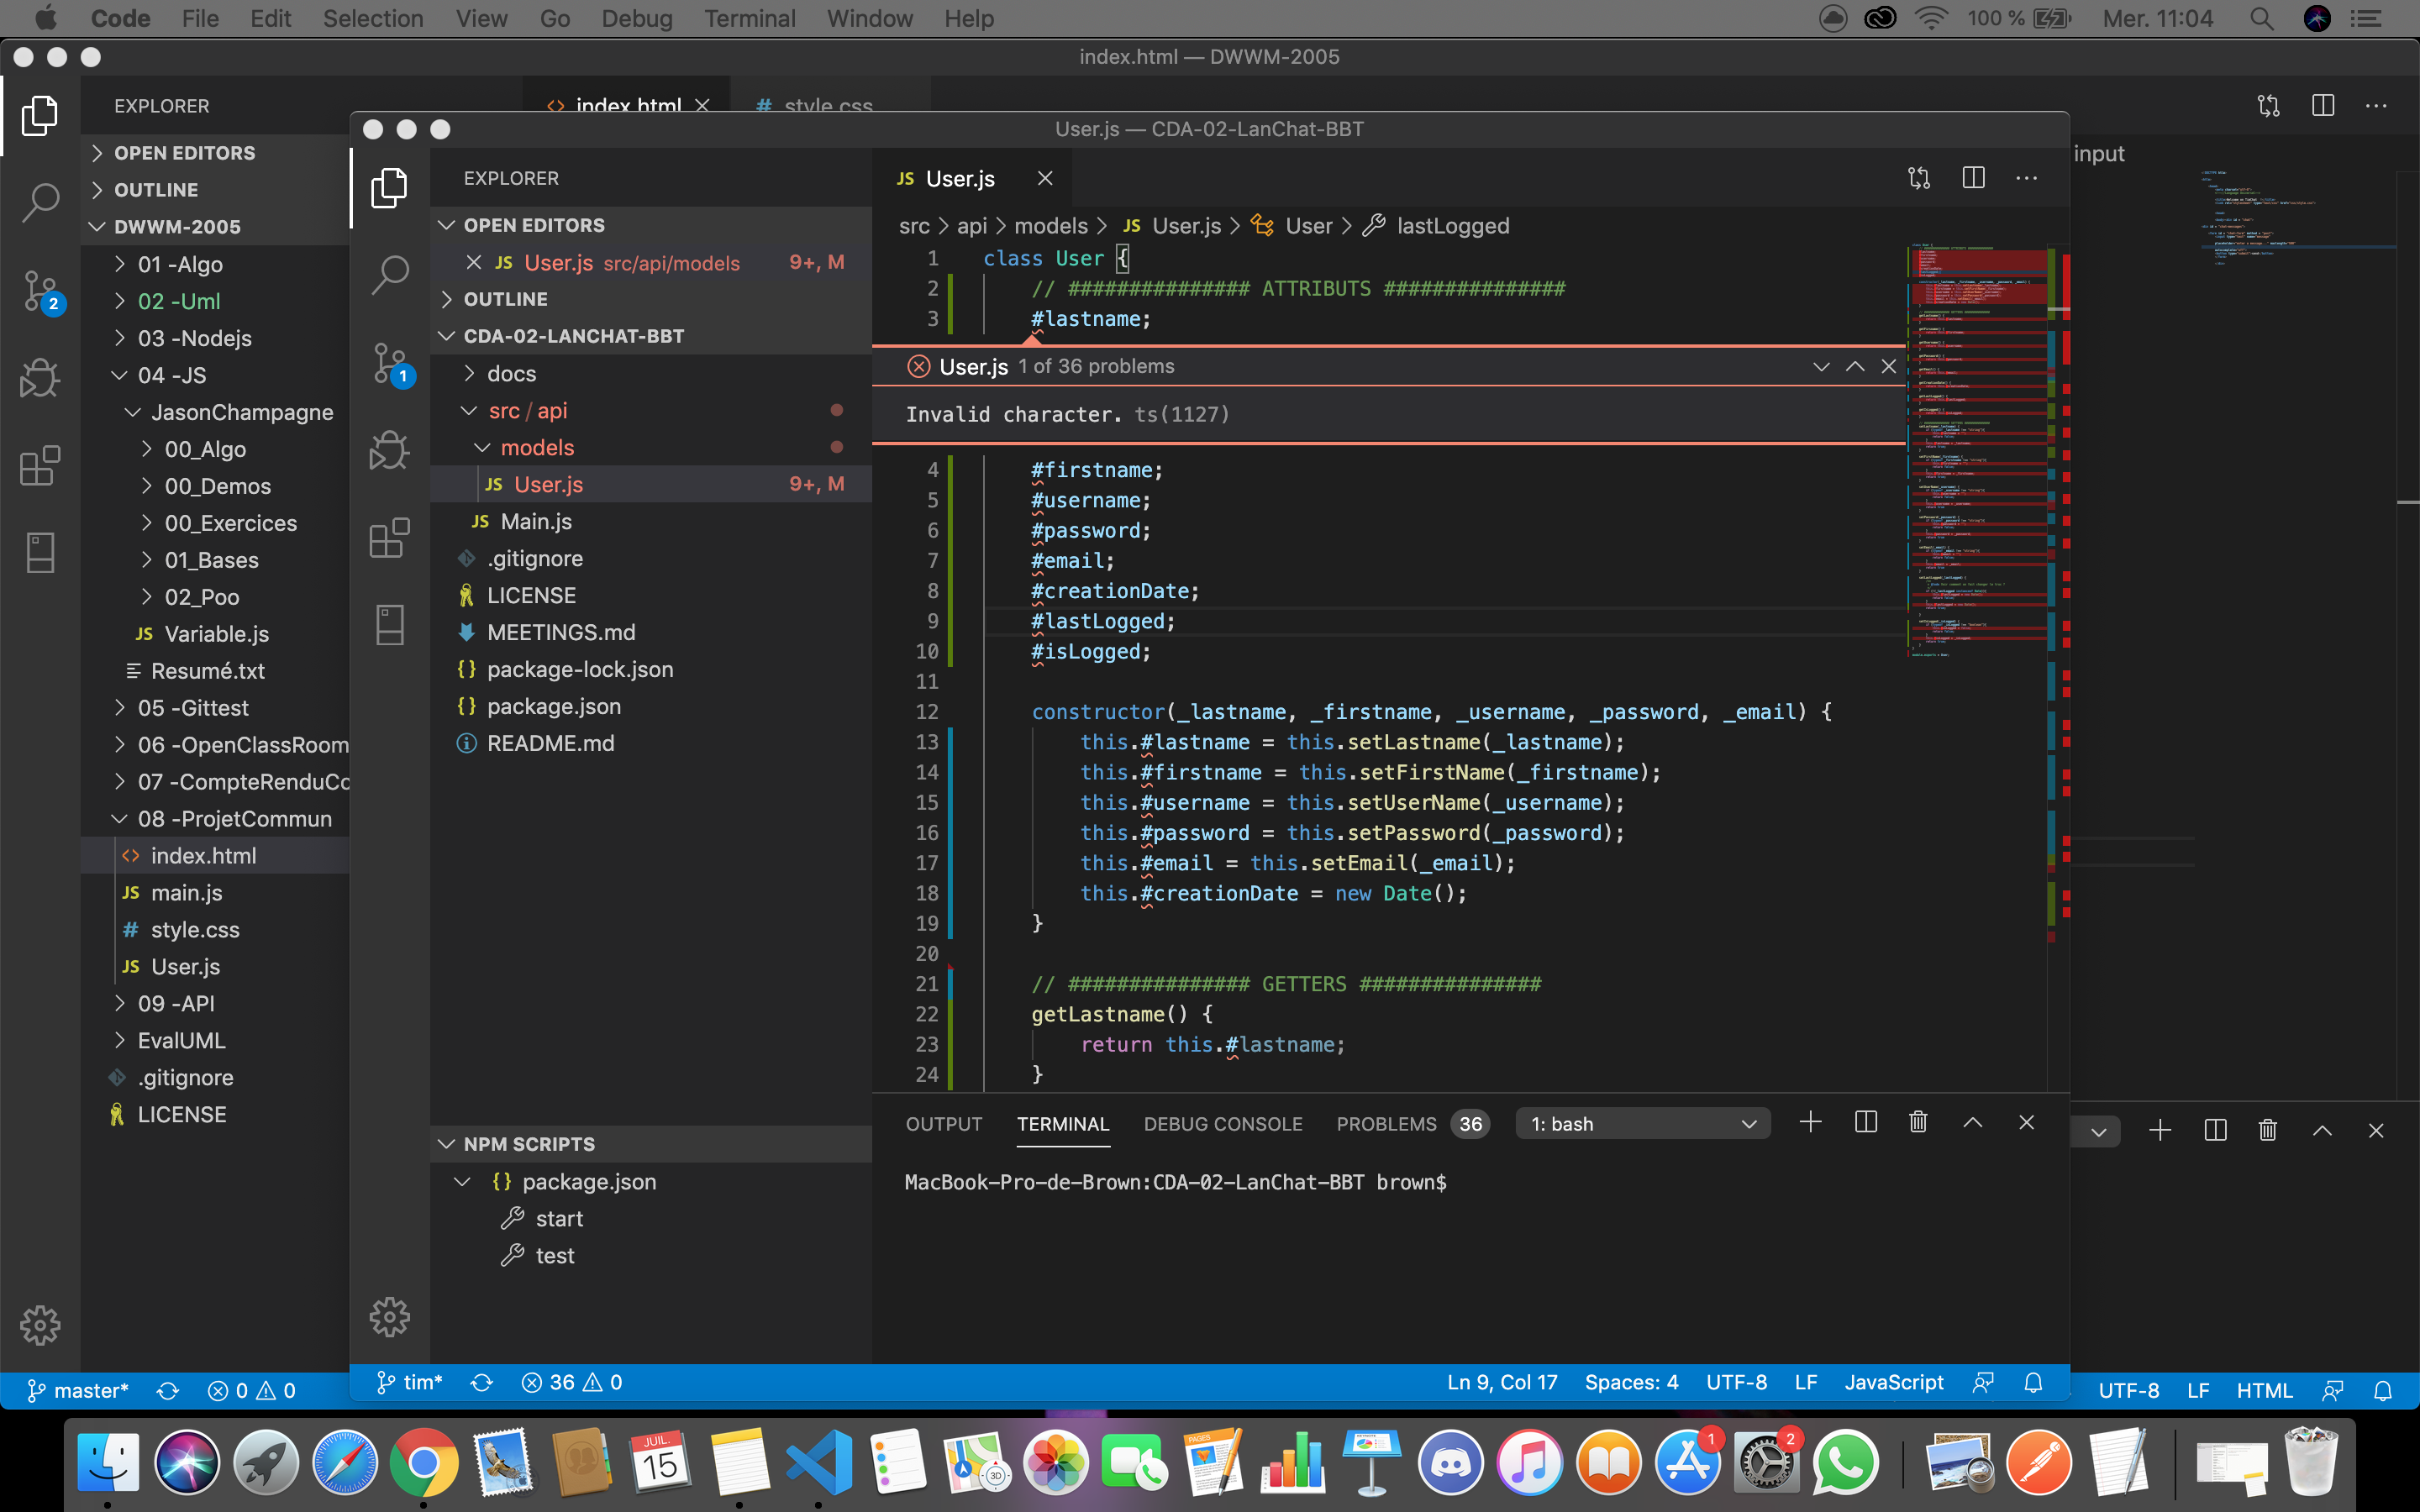 Code File Edit Selection View Go Debug Terminal Window Help 100 % Mer. 11:04
index.html — DWWM-2005
EXPLORER
index.html
style.css
OPEN EDITORS
OUTLINE
DWWM-2005
01 -Algo
02 -Uml
03 -Nodejs
04 -JS
JasonChampagne
00_Algo
00_Demos
00_Exercices
01_Bases
02_Poo
JS Variable.js
Resumé.txt
05 -Gittest
06 -OpenClassRoom
07 -CompteRenduCo
08 -ProjetCommun
index.html
JS main.js
# style.css
JS User.js
09 -API
EvalUML
.gitignore
LICENSE
2
input
User.js — CDA-02-LanChat-BBT
EXPLORER
OPEN EDITORS
JS User.js src/api/models 9+, M
OUTLINE
CDA-02-LANCHAT-BBT
docs
src / api
models
JS User.js 9+, M
JS Main.js
.gitignore
LICENSE
MEETINGS.md
{} package-lock.json
{} package.json
README.md
1
NPM SCRIPTS
{} package.json
start
test
JS User.js
src > api > models > JS User.js > User > lastLogged
1 class User {
2 // ############### ATTRIBUTS ###############
3 #lastname;
User.js 1 of 36 problems
Invalid character. ts(1127)
4 #firstname;
5 #username;
6 #password;
7 #email;
8 #creationDate;
9 #lastLogged;
10 #isLogged;
11
12 constructor(_lastname, _firstname, _username, _password, _email) {
13 this.#lastname = this.setLastname(_lastname);
14 this.#firstname = this.setFirstName(_firstname);
15 this.#username = this.setUserName(_username);
16 this.#password = this.setPassword(_password);
17 this.#email = this.setEmail(_email);
18 this.#creationDate = new Date();
19 }
20
21 // ############### GETTERS ###############
22 getLastname() {
23 return this.#lastname;
24 }
OUTPUT TERMINAL DEBUG CONSOLE PROBLEMS 36 1: bash
MacBook-Pro-de-Brown:CDA-02-LanChat-BBT brown$
tim* 36 0 Ln 9, Col 17 Spaces: 4 UTF-8 LF JavaScript
master* 0 0 UTF-8 LF HTML
JUIL.
15
3D
PAGES
1
2